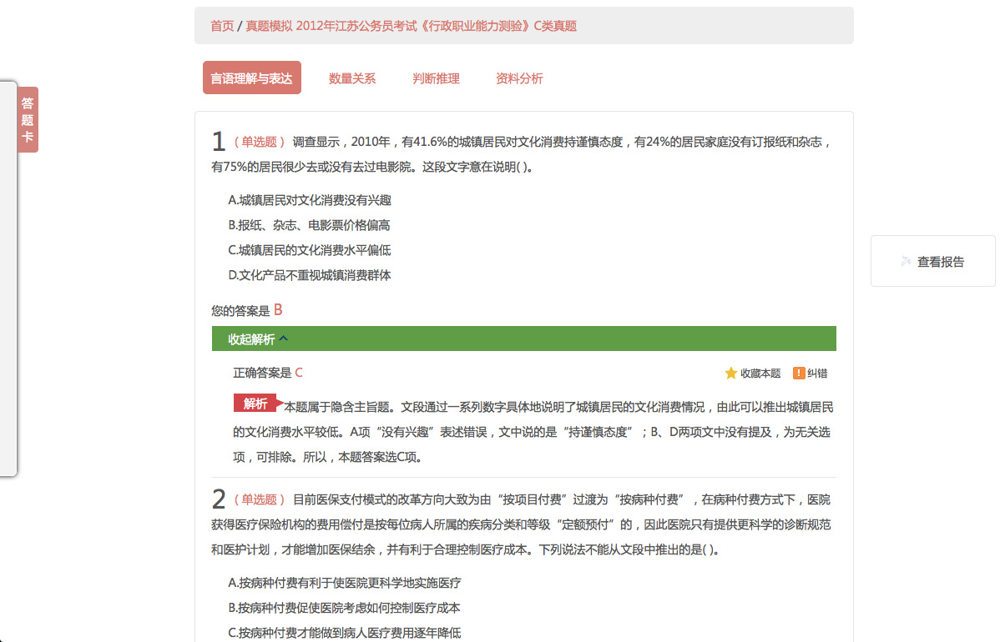 首页 / 真题模拟 2012年江苏公务员考试《行政职业能力测验》C类真题
言语理解与表达 数量关系 判断推理 资料分析
答题卡
1 （单选题） 调查显示，2010年，有41.6%的城镇居民对文化消费持谨慎态度，有24%的居民家庭没有订报纸和杂志，
有75%的居民很少去或没有去过电影院。这段文字意在说明( )。
A.城镇居民对文化消费没有兴趣
B.报纸、杂志、电影票价格偏高
C.城镇居民的文化消费水平偏低
D.文化产品不重视城镇消费群体
查看报告
您的答案是 B
收起解析
正确答案是 C
收藏本题 纠错
解析 本题属于隐含主旨题。文段通过一系列数字具体地说明了城镇居民的文化消费情况，由此可以推出城镇居民
的文化消费水平较低。A项“没有兴趣”表述错误，文中说的是“持谨慎态度”；B、D两项文中没有提及，为无关选
项，可排除。所以，本题答案选C项。
2 （单选题） 目前医保支付模式的改革方向大致为由“按项目付费”过渡为“按病种付费”，在病种付费方式下，医院
获得医疗保险机构的费用偿付是按每位病人所属的疾病分类和等级“定额预付”的，因此医院只有提供更科学的诊断规范
和医护计划，才能增加医保结余，并有利于合理控制医疗成本。下列说法不能从文段中推出的是( )。
A.按病种付费有利于使医院更科学地实施医疗
B.按病种付费促使医院考虑如何控制医疗成本
C.按病种付费才能做到病人医疗费用逐年降低